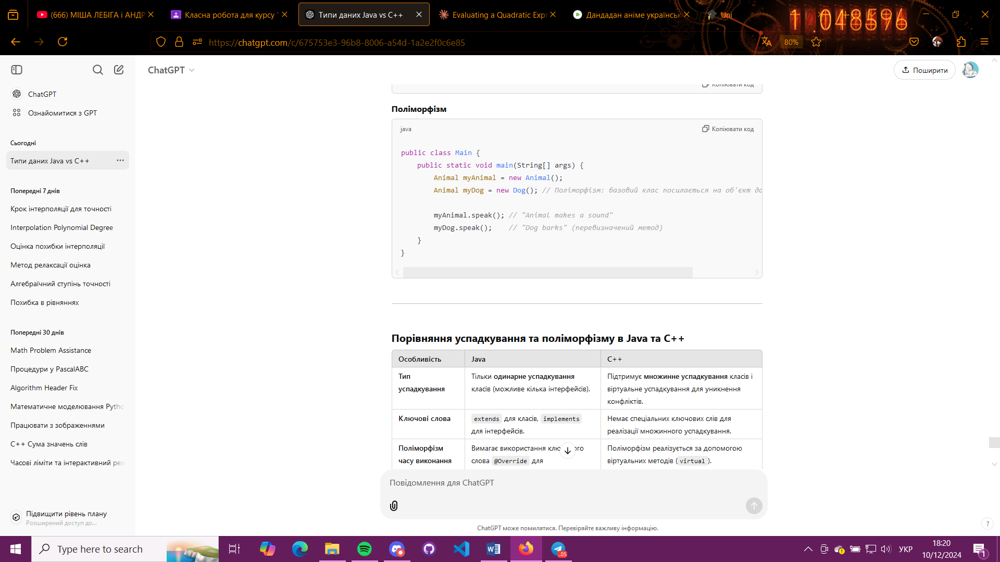 (666) МІША ЛЕБІГА і АНДР
Класна робота для курсу "
Типи даних Java vs C++
Evaluating a Quadratic Expr
Дандадан аніме українськ
Uni
1 1048596
https://chatgpt.com/c/675753e3-96b8-8006-a54d-1a2e2f0c6e85
80%
ChatGPT
Поширити
ChatGPT
Ознайомитися з GPT
Сьогодні
Типи даних Java vs C++
Попередні 7 днів
Крок інтерполяції для точності
Interpolation Polynomial Degree
Оцінка похибки інтерполяції
Метод релаксації оцінка
Алгебраїчний ступінь точності
Похибка в рівняннях
Попередні 30 днів
Math Problem Assistance
Процедури у PascalABC
Algorithm Header Fix
Математичне моделювання Pytho
Працювати з зображеннями
C++ Сума значень слів
Часові ліміти та інтерактивний реж
Підвищити рівень плану
Розширений доступ до...
Копіювати код
Поліморфізм
java
Копіювати код
public class Main {
public static void main(String[] args) {
Animal myAnimal = new Animal();
Animal myDog = new Dog(); // Поліморфізм: базовий клас посилається на об'єкт до
myAnimal.speak(); // "Animal makes a sound"
myDog.speak();    // "Dog barks" (перевизначений метод)
}
}
Порівняння успадкування та поліморфізму в Java та C++
Особливість Java C++
Тип успадкування
Тільки одинарне успадкування
класів (можливе кілька інтерфейсів).
Підтримує множинне успадкування класів і
віртуальне успадкування для уникнення
конфліктів.
Ключові слова
extends для класів, implements
для інтерфейсів.
Немає спеціальних ключових слів для
реалізації множинного успадкування.
Поліморфізм
часу виконання
Вимагає використання клю го
слова @Override для
Поліморфізм реалізується за допомогою
віртуальних методів (virtual).
Повідомлення для ChatGPT
ChatGPT може помилятися. Перевіряйте важливу інформацію.
?
Type here to search
..05
УКР
18:20
10/12/2024
1